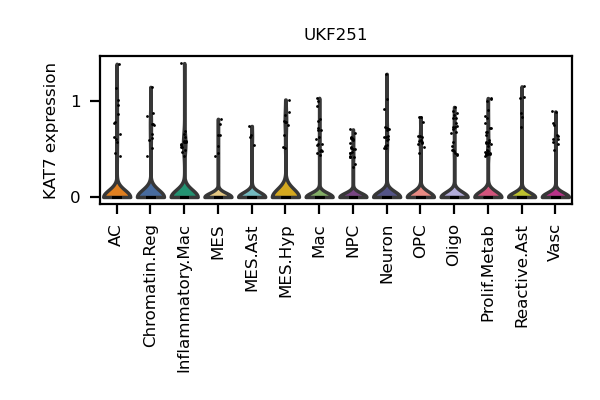 UKF251
KAT7 expression
1
0
AC
Chromatin.Reg
Inflammatory.Mac
MES
MES.Ast
MES.Hyp
Mac
NPC
Neuron
OPC
Oligo
Prolif.Metab
Reactive.Ast
Vasc